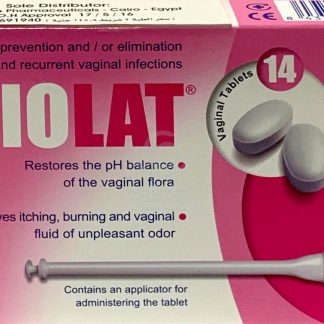 Sole Distributor:
Pharmaceuticals - Cairo - Egypt
O.H Approval 17 / 5 / 16
691940
prevention and / or elimination
and recurrent vaginal infections
IOLAT®
14
Vaginal Tablets
Restores the pH balance
of the vaginal flora
ves itching, burning and vaginal
fluid of unpleasant odor
Contains an applicator for
administering the tablet